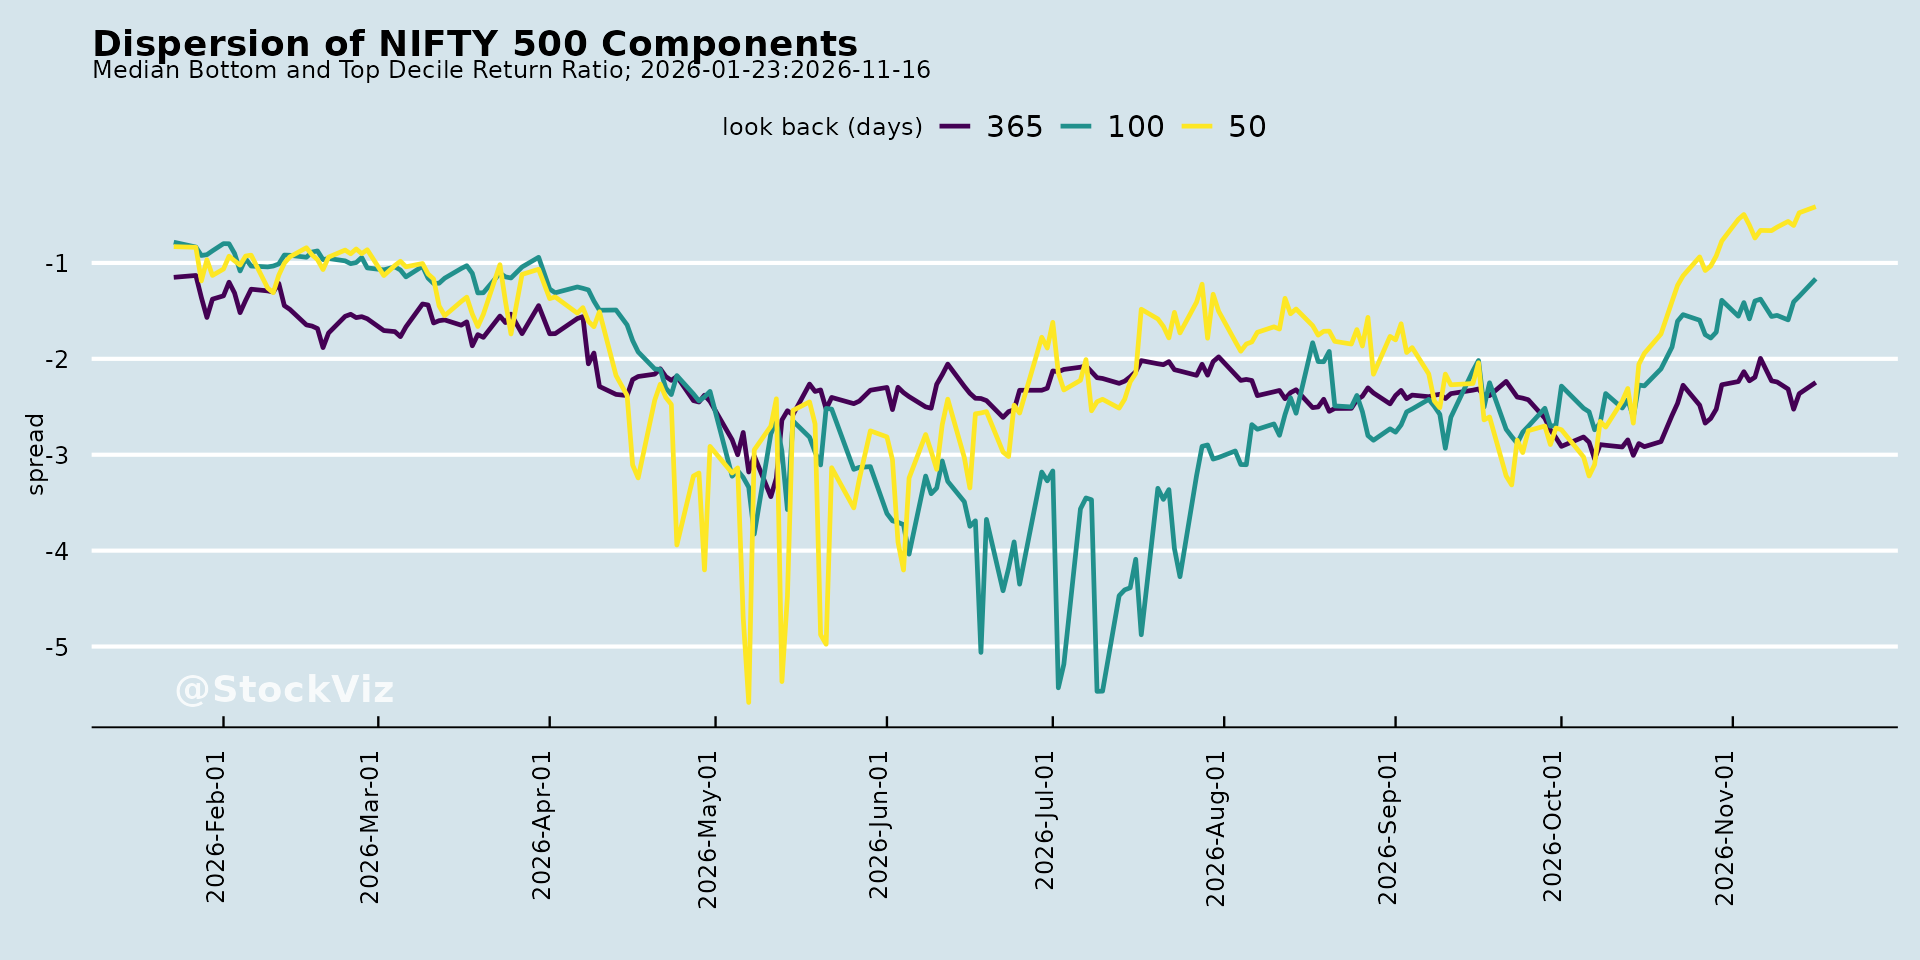 Dispersion of NIFTY 500 Components
Median Bottom and Top Decile Return Ratio; 2026-01-23:2026-11-16
look back (days) 365 100 50
spread
-1
-2
-3
-4
-5
@StockViz
2026-Feb-01
2026-Mar-01
2026-Apr-01
2026-May-01
2026-Jun-01
2026-Jul-01
2026-Aug-01
2026-Sep-01
2026-Oct-01
2026-Nov-01